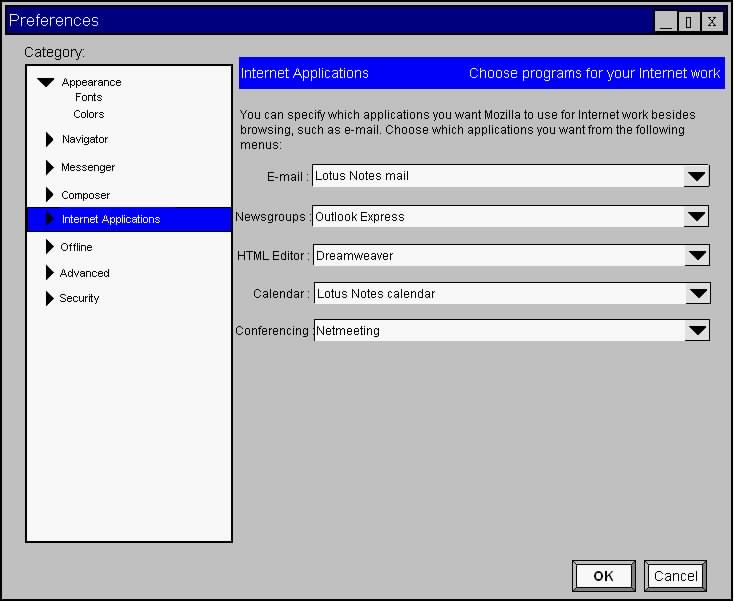 Preferences
X
Category:
Appearance
Fonts
Colors
Navigator
Messenger
Composer
Internet Applications
Offline
Advanced
Security
Internet Applications Choose programs for your Internet work
You can specify which applications you want Mozilla to use for Internet work besides
browsing, such as e-mail. Choose which applications you want from the following
menus:
E-mail : Lotus Notes mail
Newsgroups : Outlook Express
HTML Editor : Dreamweaver
Calendar : Lotus Notes calendar
Conferencing : Netmeeting
OK Cancel